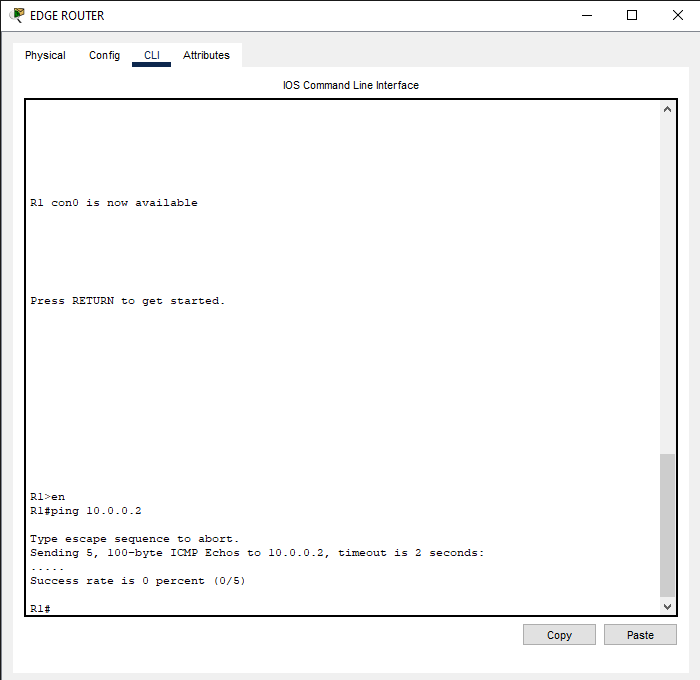 EDGE ROUTER
Physical Config CLI Attributes
IOS Command Line Interface
R1 con0 is now available
Press RETURN to get started.
R1>en
R1#ping 10.0.0.2
Type escape sequence to abort.
Sending 5, 100-byte ICMP Echos to 10.0.0.2, timeout is 2 seconds:
.....
Success rate is 0 percent (0/5)
R1#
Copy Paste